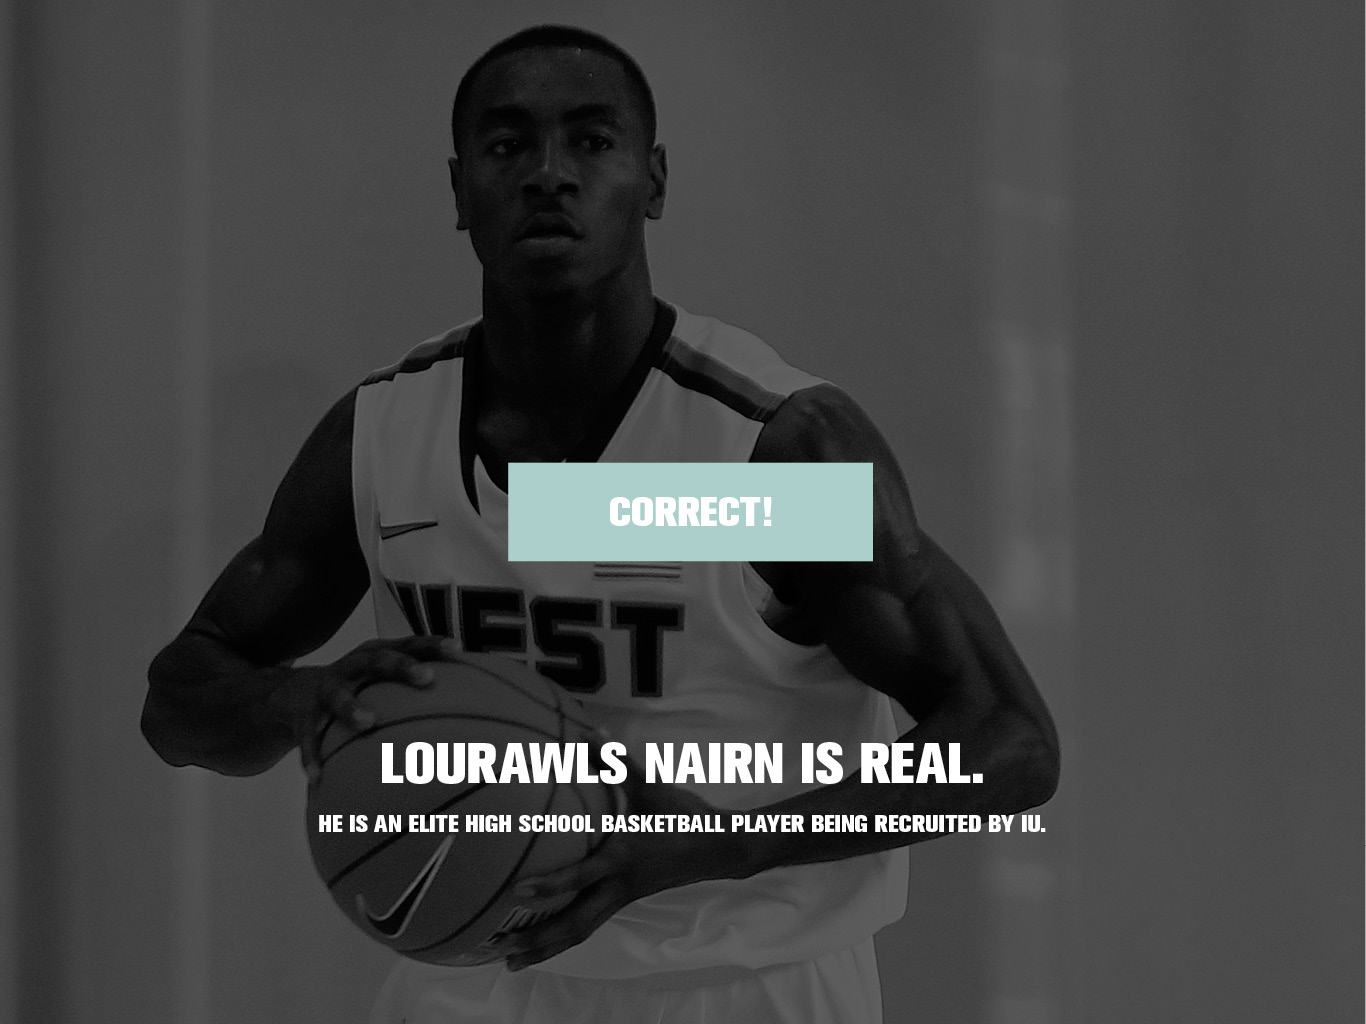 CORRECT!
WEST
LOURAWLS NAIRN IS REAL.
HE IS AN ELITE HIGH SCHOOL BASKETBALL PLAYER BEING RECRUITED BY IU.